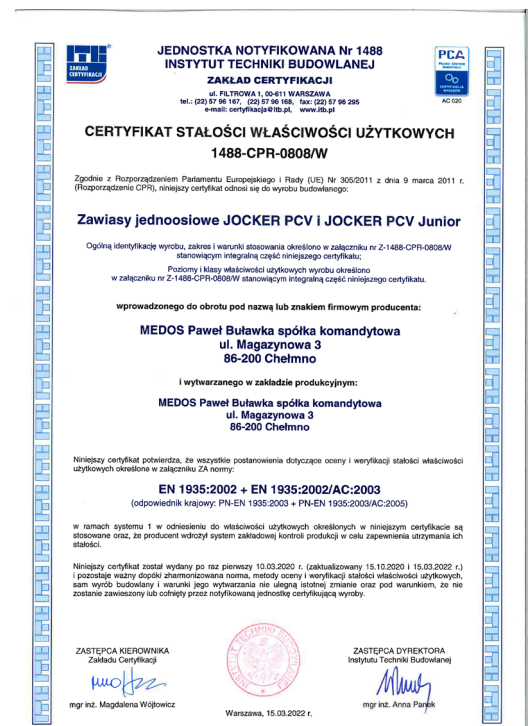 JEDNOSTKA NOTYFIKOWANA Nr 1488
INSTYTUT TECHNIKI BUDOWLANEJ
ZAKŁAD CERTYFIKACJI
ul. FILTROWA 1, 00-611 WARSZAWA
tel.: (22) 57 96 167, (22) 57 96 168, fax: (22) 57 96 295
e-mail: certyfikacja@itb.pl, www.itb.pl
ZAKŁAD
CERTYFIKACJI
PCA
POLSKIE CENTRUM
AKREDYTACJI
CERTYFIKACJA
WYROBÓW
AC 020
CERTYFIKAT STAŁOŚCI WŁAŚCIWOŚCI UŻYTKOWYCH
1488-CPR-0808/W
Zgodnie z Rozporządzeniem Parlamentu Europejskiego i Rady (UE) Nr 305/2011 z dnia 9 marca 2011 r.
(Rozporządzenie CPR), niniejszy certyfikat odnosi się do wyrobu budowlanego:
Zawiasy jednoosiowe JOCKER PCV i JOCKER PCV Junior
Ogólną identyfikację wyrobu, zakres i warunki stosowania określono w załączniku nr Z-1488-CPR-0808/W
stanowiącym integralną część niniejszego certyfikatu;
Poziomy i klasy właściwości użytkowych wyrobu określono
w załączniku nr Z-1488-CPR-0808/W stanowiącym integralną część niniejszego certyfikatu.
wprowadzonego do obrotu pod nazwą lub znakiem firmowym producenta:
MEDOS Paweł Buławka spółka komandytowa
ul. Magazynowa 3
86-200 Chełmno
i wytwarzanego w zakładzie produkcyjnym:
MEDOS Paweł Buławka spółka komandytowa
ul. Magazynowa 3
86-200 Chełmno
Niniejszy certyfikat potwierdza, że wszystkie postanowienia dotyczące oceny i weryfikacji stałości właściwości
użytkowych określone w załączniku ZA normy:
EN 1935:2002 + EN 1935:2002/AC:2003
(odpowiednik krajowy: PN-EN 1935:2003 + PN-EN 1935:2003/AC:2005)
w ramach systemu 1 w odniesieniu do właściwości użytkowych określonych w niniejszym certyfikacie są
stosowane oraz, że producent wdrożył system zakładowej kontroli produkcji w celu zapewnienia utrzymania ich
stałości.
Niniejszy certyfikat został wydany po raz pierwszy 10.03.2020 r. (zaktualizowany 15.10.2020 i 15.03.2022 r.)
i pozostaje ważny dopóki zharmonizowana norma, metody oceny i weryfikacji stałości właściwości użytkowych,
sam wyrób budowlany i warunki jego wytwarzania nie ulegną istotnej zmianie oraz pod warunkiem, że nie
zostanie zawieszony lub cofnięty przez notyfikowaną jednostkę certyfikującą wyroby.
ZASTĘPCA KIEROWNIKA
Zakładu Certyfikacji
mgr inż. Magdalena Wójtowicz
INSTYTUT TECHNIKI BUDOWLANEJ
ZASTĘPCA DYREKTORA
Instytutu Techniki Budowlanej
mgr inż. Anna Panek
Warszawa, 15.03.2022 r.